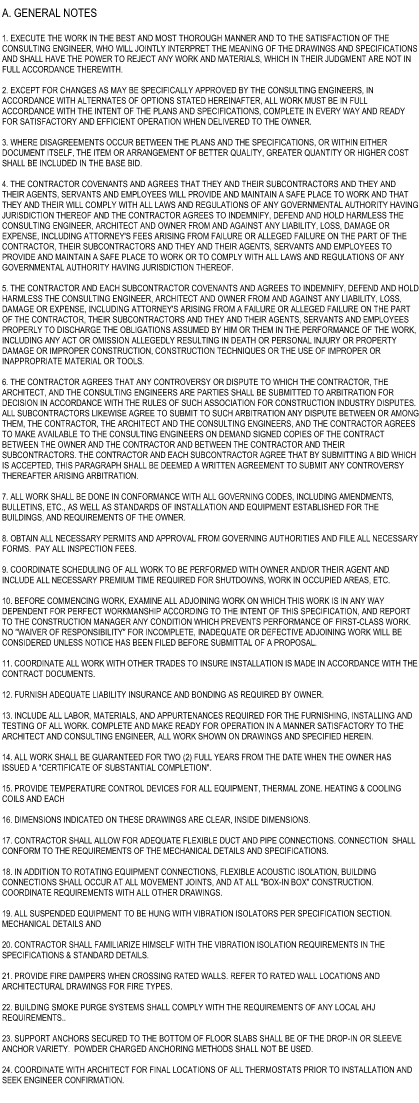 A. GENERAL NOTES
1. EXECUTE THE WORK IN THE BEST AND MOST THOROUGH MANNER AND TO THE SATISFACTION OF THE
CONSULTING ENGINEER, WHO WILL JOINTLY INTERPRET THE MEANING OF THE DRAWINGS AND SPECIFICATIONS
AND SHALL HAVE THE POWER TO REJECT ANY WORK AND MATERIALS, WHICH IN THEIR JUDGMENT ARE NOT IN
FULL ACCORDANCE THEREWITH.
2. EXCEPT FOR CHANGES AS MAY BE SPECIFICALLY APPROVED BY THE CONSULTING ENGINEERS, IN
ACCORDANCE WITH ALTERNATES OF OPTIONS STATED HEREINAFTER, ALL WORK MUST BE IN FULL
ACCORDANCE WITH THE INTENT OF THE PLANS AND SPECIFICATIONS, COMPLETE IN EVERY WAY AND READY
FOR SATISFACTORY AND EFFICIENT OPERATION WHEN DELIVERED TO THE OWNER.
3. WHERE DISAGREEMENTS OCCUR BETWEEN THE PLANS AND THE SPECIFICATIONS, OR WITHIN EITHER
DOCUMENT ITSELF, THE ITEM OR ARRANGEMENT OF BETTER QUALITY, GREATER QUANTITY OR HIGHER COST
SHALL BE INCLUDED IN THE BASE BID.
4. THE CONTRACTOR COVENANTS AND AGREES THAT THEY AND THEIR SUBCONTRACTORS AND THEY AND
THEIR AGENTS, SERVANTS AND EMPLOYEES WILL PROVIDE AND MAINTAIN A SAFE PLACE TO WORK AND THAT
THEY AND THEIR WILL COMPLY WITH ALL LAWS AND REGULATIONS OF ANY GOVERNMENTAL AUTHORITY HAVING
JURISDICTION THEREOF AND THE CONTRACTOR AGREES TO INDEMNIFY, DEFEND AND HOLD HARMLESS THE
CONSULTING ENGINEER, ARCHITECT AND OWNER FROM AND AGAINST ANY LIABILITY, LOSS, DAMAGE OR
EXPENSE, INCLUDING ATTORNEY'S FEES ARISING FROM FAILURE OR ALLEGED FAILURE ON THE PART OF THE
CONTRACTOR, THEIR SUBCONTRACTORS AND THEY AND THEIR AGENTS, SERVANTS AND EMPLOYEES TO
PROVIDE AND MAINTAIN A SAFE PLACE TO WORK OR TO COMPLY WITH ALL LAWS AND REGULATIONS OF ANY
GOVERNMENTAL AUTHORITY HAVING JURISDICTION THEREOF.
5. THE CONTRACTOR AND EACH SUBCONTRACTOR COVENANT AND AGREES TO INDEMNIFY, DEFEND AND HOLD
HARMLESS THE CONSULTING ENGINEER, ARCHITECT AND OWNER FROM AND AGAINST ANY LIABILITY, LOSS,
DAMAGE OR EXPENSE, INCLUDING ATTORNEY'S ARISING FROM A FAILURE OR ALLEGED FAILURE ON THE PART
OF THE CONTRACTOR, THEIR SUBCONTRACTORS AND THEY AND THEIR AGENTS, SERVANTS AND EMPLOYEES
PROPERLY TO DISCHARGE THE OBLIGATIONS ASSUMED BY HIM OR THEM IN THE PERFORMANCE OF THE WORK,
INCLUDING ANY ACT OR OMISSION ALLEGEDLY RESULTING IN DEATH OR PERSONAL INJURY OR PROPERTY
DAMAGE OR IMPROPER CONSTRUCTION, CONSTRUCTION TECHNIQUES OR THE USE OF IMPROPER OR
INAPPROPRIATE MATERIAL OR TOOLS.
6. THE CONTRACTOR AGREES THAT ANY CONTROVERSY OR DISPUTE TO WHICH THE CONTRACTOR, THE
ARCHITECT, AND THE CONSULTING ENGINEERS ARE PARTIES SHALL BE SUBMITTED TO ARBITRATION FOR
DECISION IN ACCORDANCE WITH THE RULES OF SUCH ASSOCIATION FOR CONSTRUCTION INDUSTRY DISPUTES.
ALL SUBCONTRACTORS LIKEWISE AGREE TO SUBMIT TO SUCH ARBITRATION ANY DISPUTE BETWEEN OR AMONG
THEM, THE CONTRACTOR, THE ARCHITECT AND THE CONSULTING ENGINEERS, AND THE CONTRACTOR AGREES
TO MAKE AVAILABLE TO THE CONSULTING ENGINEERS ON DEMAND SIGNED COPIES OF THE CONTRACT
BETWEEN THE OWNER AND THE CONTRACTOR AND BETWEEN THE CONTRACTOR AND THEIR
SUBCONTRACTORS. THE CONTRACTOR AND EACH SUBCONTRACTOR AGREE THAT BY SUBMITTING A BID WHICH
IS ACCEPTED, THIS PARAGRAPH SHALL BE DEEMED A WRITTEN AGREEMENT TO SUBMIT ANY CONTROVERSY
THEREAFTER ARISING ARBITRATION.
7. ALL WORK SHALL BE DONE IN CONFORMANCE WITH ALL GOVERNING CODES, INCLUDING AMENDMENTS,
BULLETINS, ETC., AS WELL AS STANDARDS OF INSTALLATION AND EQUIPMENT ESTABLISHED FOR THE
BUILDINGS, AND REQUIREMENTS OF THE OWNER.
8. OBTAIN ALL NECESSARY PERMITS AND APPROVAL FROM GOVERNING AUTHORITIES AND FILE ALL NECESSARY
FORMS. PAY ALL INSPECTION FEES.
9. COORDINATE SCHEDULING OF ALL WORK TO BE PERFORMED WITH OWNER AND/OR THEIR AGENT AND
INCLUDE ALL NECESSARY PREMIUM TIME REQUIRED FOR SHUTDOWNS, WORK IN OCCUPIED AREAS, ETC.
10. BEFORE COMMENCING WORK, EXAMINE ALL ADJOINING WORK ON WHICH THIS WORK IS IN ANY WAY
DEPENDENT FOR PERFECT WORKMANSHIP ACCORDING TO THE INTENT OF THIS SPECIFICATION, AND REPORT
TO THE CONSTRUCTION MANAGER ANY CONDITION WHICH PREVENTS PERFORMANCE OF FIRST-CLASS WORK.
NO "WAIVER OF RESPONSIBILITY" FOR INCOMPLETE, INADEQUATE OR DEFECTIVE ADJOINING WORK WILL BE
CONSIDERED UNLESS NOTICE HAS BEEN FILED BEFORE SUBMITTAL OF A PROPOSAL.
11. COORDINATE ALL WORK WITH OTHER TRADES TO INSURE INSTALLATION IS MADE IN ACCORDANCE WITH THE
CONTRACT DOCUMENTS.
12. FURNISH ADEQUATE LIABILITY INSURANCE AND BONDING AS REQUIRED BY OWNER.
13. INCLUDE ALL LABOR, MATERIALS, AND APPURTENANCES REQUIRED FOR THE FURNISHING, INSTALLING AND
TESTING OF ALL WORK. COMPLETE AND MAKE READY FOR OPERATION IN A MANNER SATISFACTORY TO THE
ARCHITECT AND CONSULTING ENGINEER, ALL WORK SHOWN ON DRAWINGS AND SPECIFIED HEREIN.
14. ALL WORK SHALL BE GUARANTEED FOR TWO (2) FULL YEARS FROM THE DATE WHEN THE OWNER HAS
ISSUED A "CERTIFICATE OF SUBSTANTIAL COMPLETION".
15. PROVIDE TEMPERATURE CONTROL DEVICES FOR ALL EQUIPMENT, THERMAL ZONE. HEATING & COOLING
COILS AND EACH
16. DIMENSIONS INDICATED ON THESE DRAWINGS ARE CLEAR, INSIDE DIMENSIONS.
17. CONTRACTOR SHALL ALLOW FOR ADEQUATE FLEXIBLE DUCT AND PIPE CONNECTIONS. CONNECTION SHALL
CONFORM TO THE REQUIREMENTS OF THE MECHANICAL DETAILS AND SPECIFICATIONS.
18. IN ADDITION TO ROTATING EQUIPMENT CONNECTIONS, FLEXIBLE ACOUSTIC ISOLATION, BUILDING
CONNECTIONS SHALL OCCUR AT ALL MOVEMENT JOINTS, AND AT ALL "BOX-IN BOX" CONSTRUCTION.
COORDINATE REQUIREMENTS WITH ALL OTHER DRAWINGS.
19. ALL SUSPENDED EQUIPMENT TO BE HUNG WITH VIBRATION ISOLATORS PER SPECIFICATION SECTION.
MECHANICAL DETAILS AND
20. CONTRACTOR SHALL FAMILIARIZE HIMSELF WITH THE VIBRATION ISOLATION REQUIREMENTS IN THE
SPECIFICATIONS & STANDARD DETAILS.
21. PROVIDE FIRE DAMPERS WHEN CROSSING RATED WALLS. REFER TO RATED WALL LOCATIONS AND
ARCHITECTURAL DRAWINGS FOR FIRE TYPES.
22. BUILDING SMOKE PURGE SYSTEMS SHALL COMPLY WITH THE REQUIREMENTS OF ANY LOCAL AHJ
REQUIREMENTS..
23. SUPPORT ANCHORS SECURED TO THE BOTTOM OF FLOOR SLABS SHALL BE OF THE DROP-IN OR SLEEVE
ANCHOR VARIETY. POWDER CHARGED ANCHORING METHODS SHALL NOT BE USED.
24. COORDINATE WITH ARCHITECT FOR FINAL LOCATIONS OF ALL THERMOSTATS PRIOR TO INSTALLATION AND
SEEK ENGINEER CONFIRMATION.